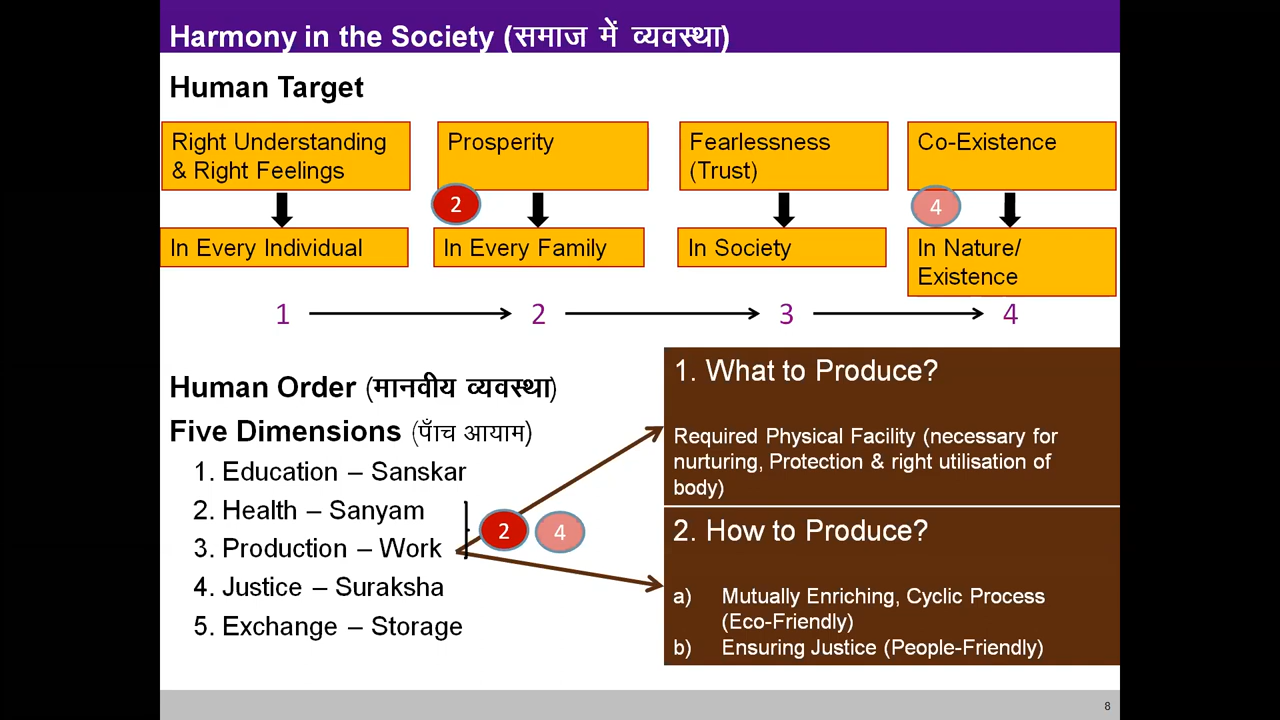 Harmony in the Society (समाज में व्यवस्था)
Human Target
Right Understanding
& Right Feelings
Prosperity
Fearlessness
(Trust)
Co-Existence
2
4
In Every Individual
In Every Family
In Society
In Nature/
Existence
1
2
3
4
Human Order (मानवीय व्यवस्था)
Five Dimensions (पाँच आयाम)
1. Education – Sanskar
2. Health – Sanyam
3. Production – Work
4. Justice – Suraksha
5. Exchange – Storage
2
4
1. What to Produce?
Required Physical Facility (necessary for
nurturing, Protection & right utilisation of
body)
2. How to Produce?
a) Mutually Enriching, Cyclic Process
(Eco-Friendly)
b) Ensuring Justice (People-Friendly)
8